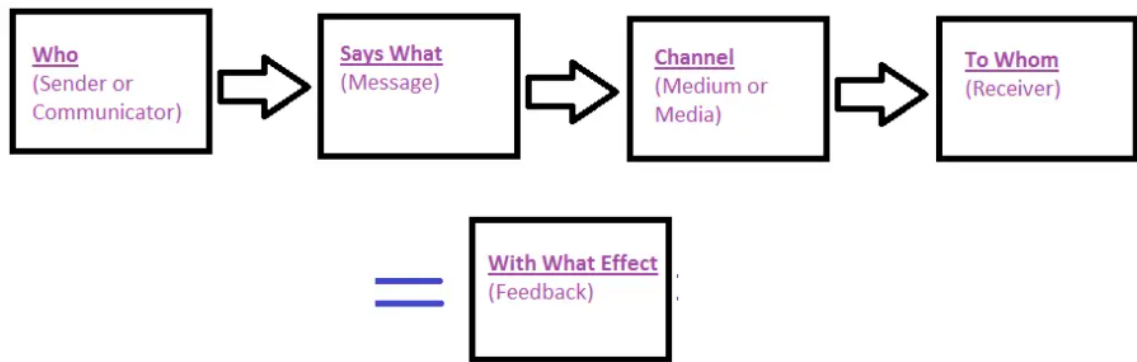 Who
(Sender or
Communicator)
Says What
(Message)
Channel
(Medium or
Media)
To Whom
(Receiver)
With What Effect
(Feedback)